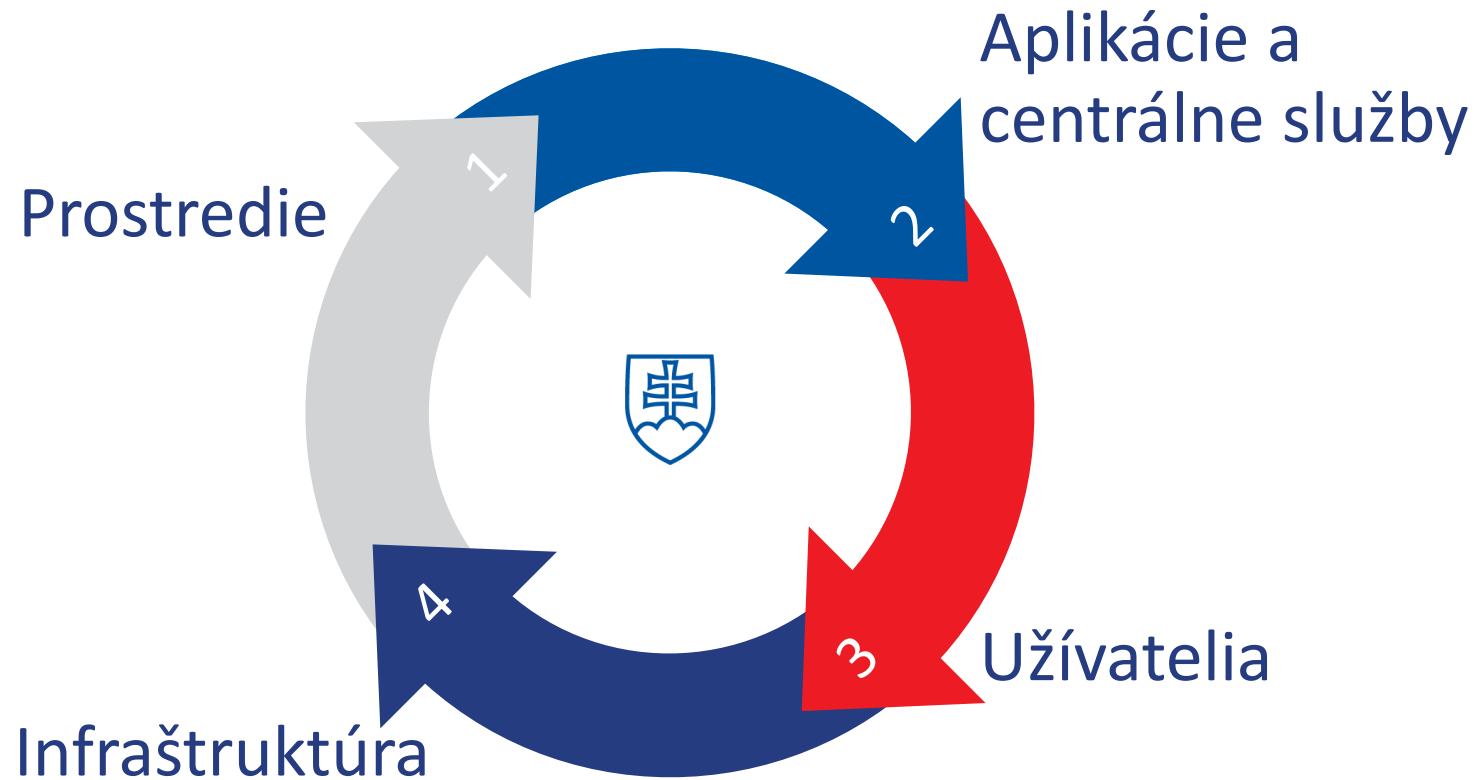 Prostredie
1
Aplikácie a
centrálne služby
2
Užívatelia
3
Infraštruktúra
4